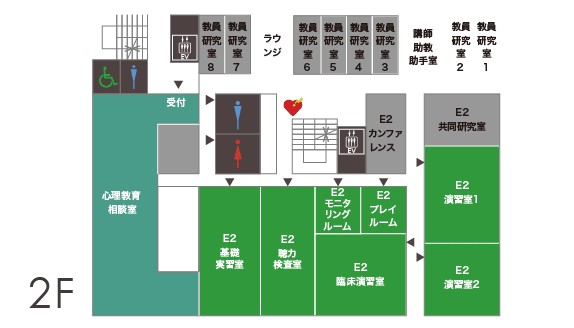 教員
研究
室
8
教員
研究
室
7
ラウ
ンジ
教員
研究
室
6
教員
研究
室
5
教員
研究
室
4
教員
研究
室
3
講師
助教
助手室
教員
研究
室
2
教員
研究
室
1
EV
受付
心理教育
相談室
EV
E2
カンファ
レンス
E2
共同研究室
E2
演習室1
E2
演習室2
E2
基礎
実習室
E2
聴力
検査室
E2
モニタ
リング
ルーム
E2
プレイ
ルーム
E2
臨床演習室
2F